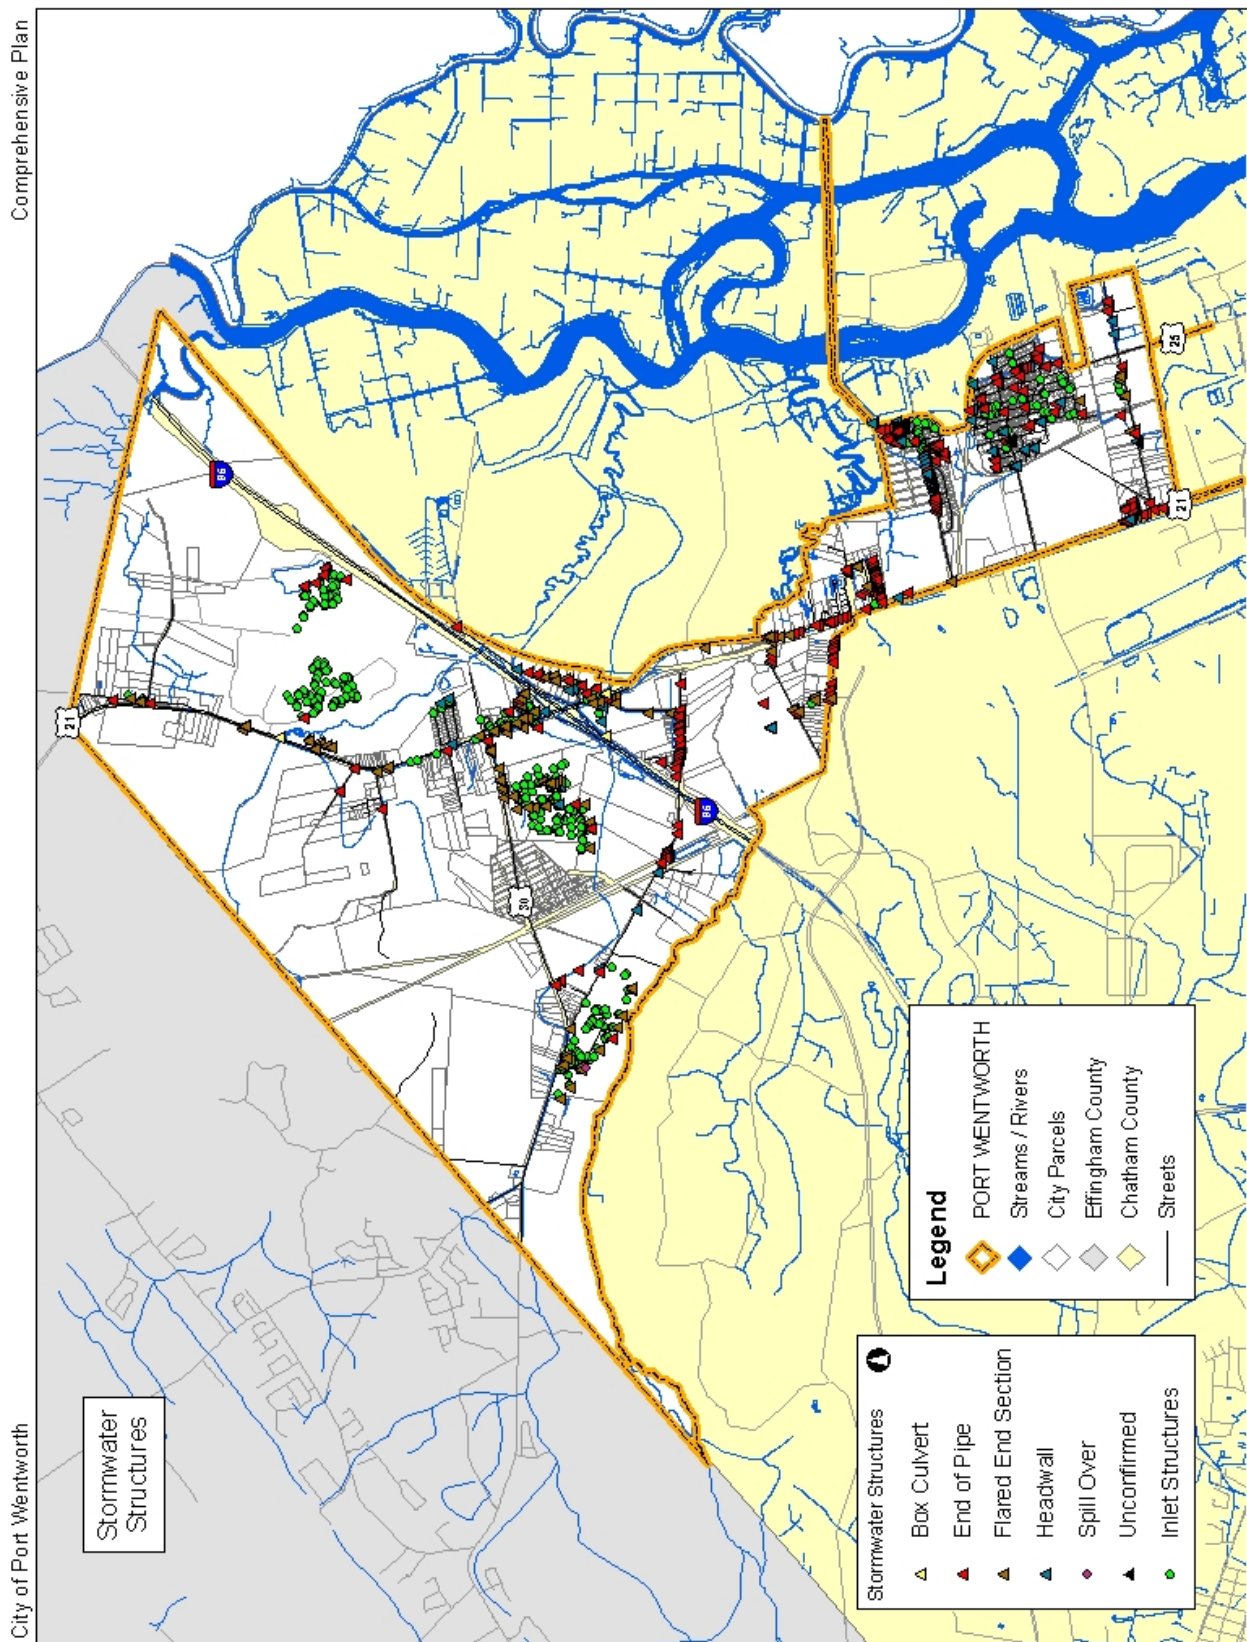 City of Port Wentworth
Comprehensive Plan
Stormwater
Structures
21
95
30
95
21
25
Stormwater Structures
Box Culvert
End of Pipe
Flared End Section
Headwall
Spill Over
Unconfirmed
Inlet Structures
Legend
PORT WENTWORTH
Streams / Rivers
City Parcels
Effingham County
Chatham County
Streets